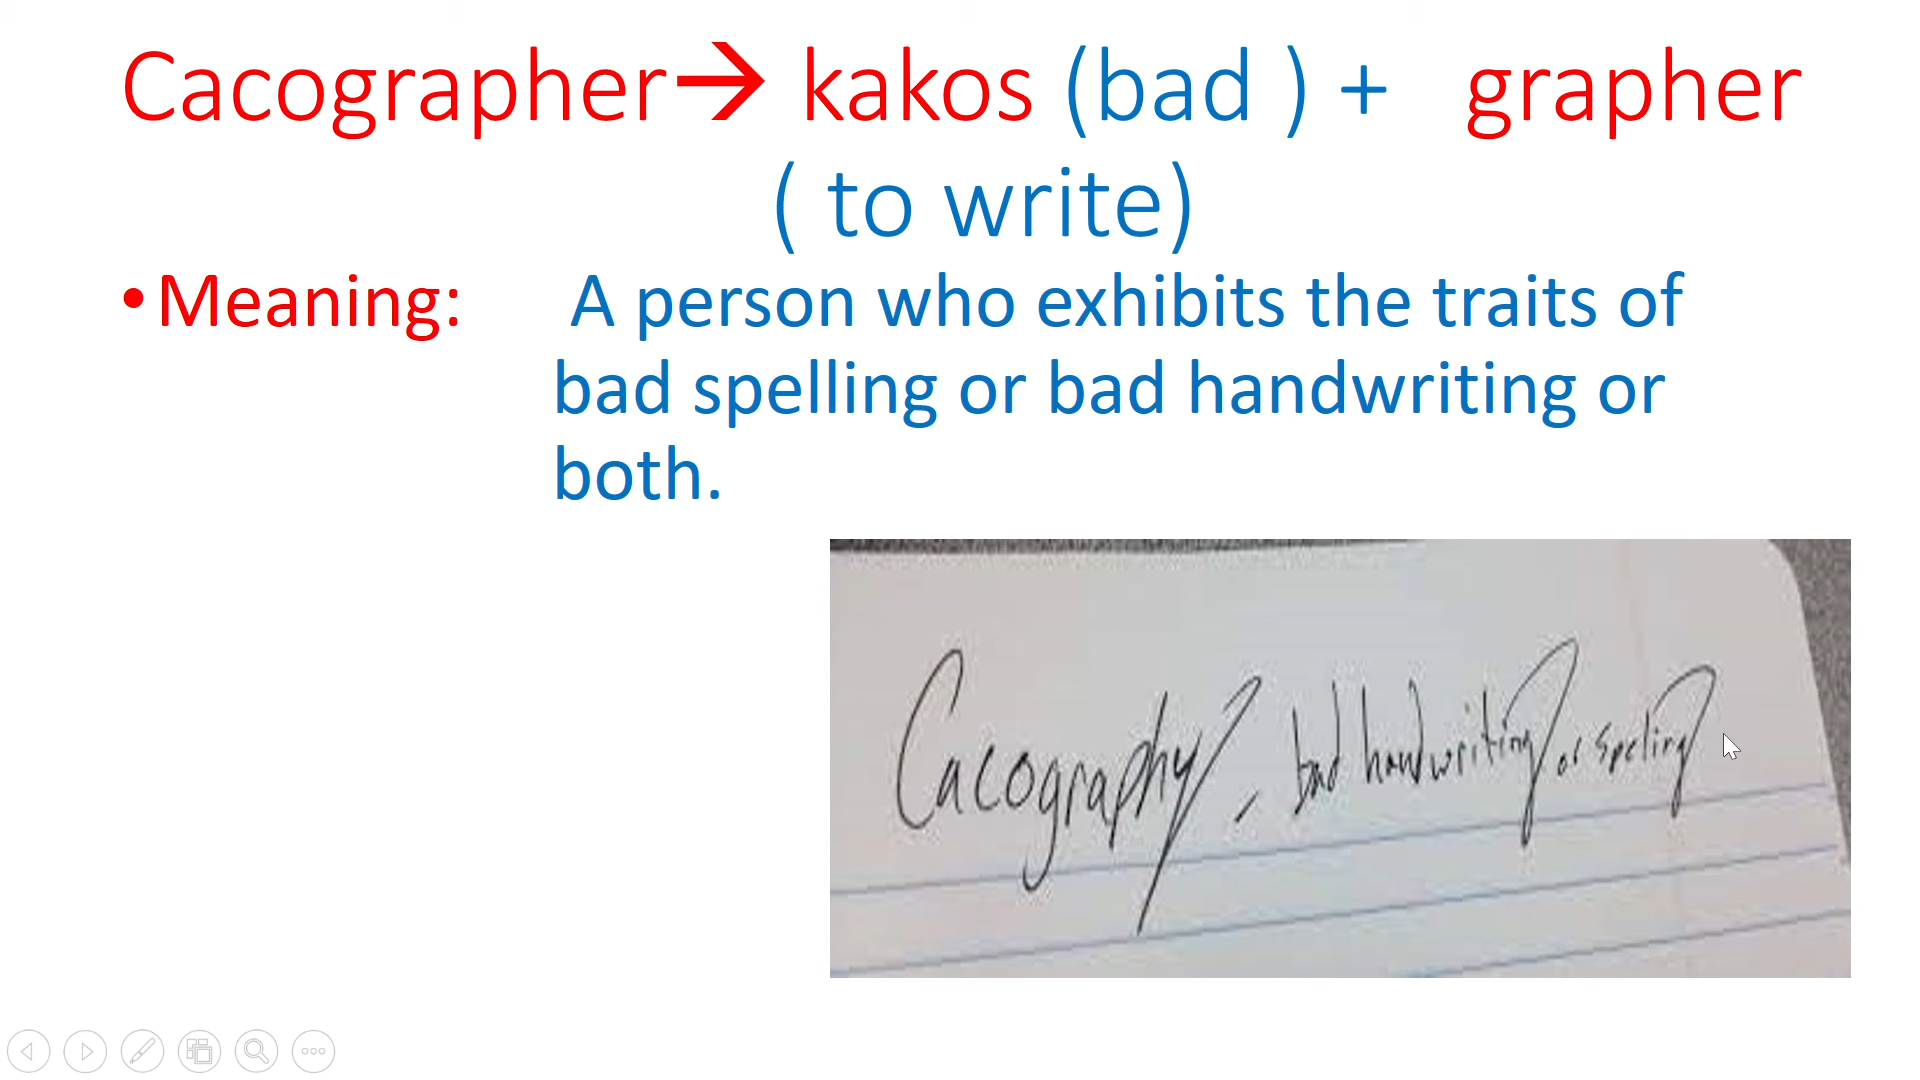 Cacographer→ kakos (bad ) + grapher
( to write)
•Meaning: A person who exhibits the traits of
bad spelling or bad handwriting or
both.
Cacography - bad handwriting or speling